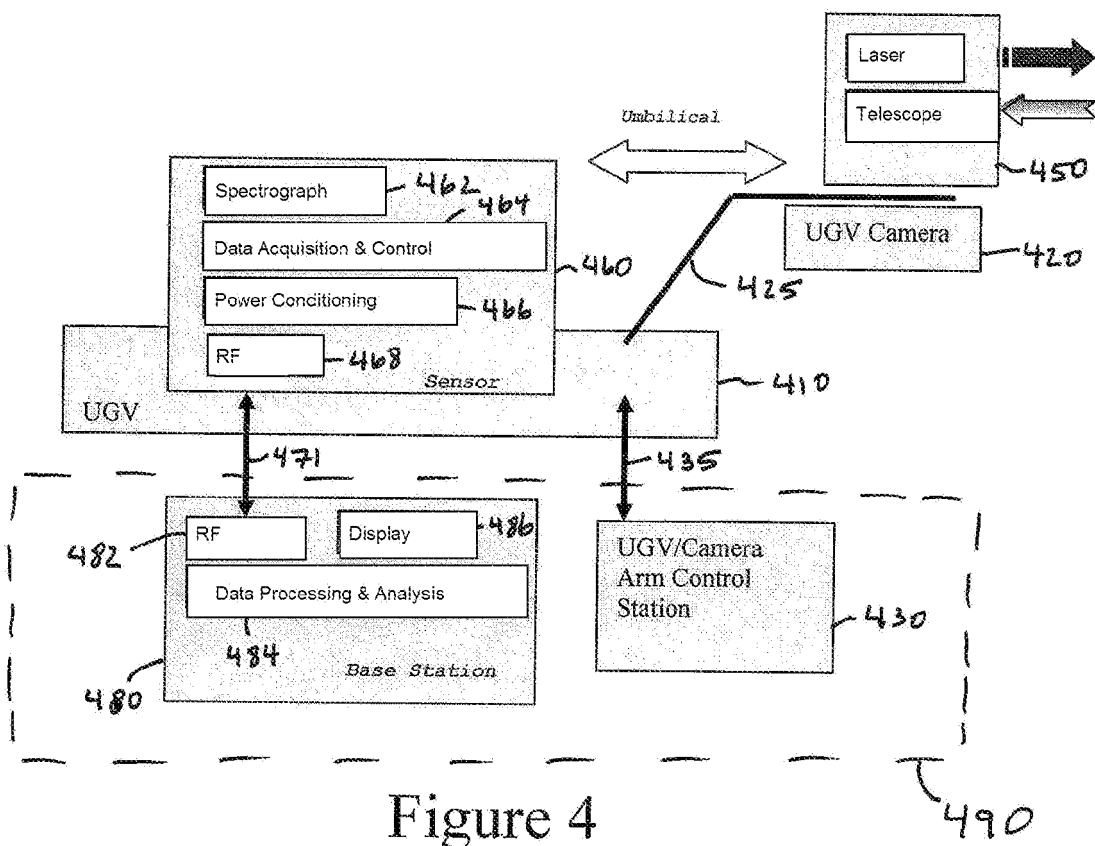 Laser
Telescope
450
Umbilical
UGV Camera
420
425
Spectrograph
462
464
Data Acquisition & Control
460
Power Conditioning
466
RF
468
Sensor
UGV
410
471
435
RF
482
Display
486
Data Processing & Analysis
484
Base Station
480
UGV/Camera
Arm Control
Station
430
490
Figure 4